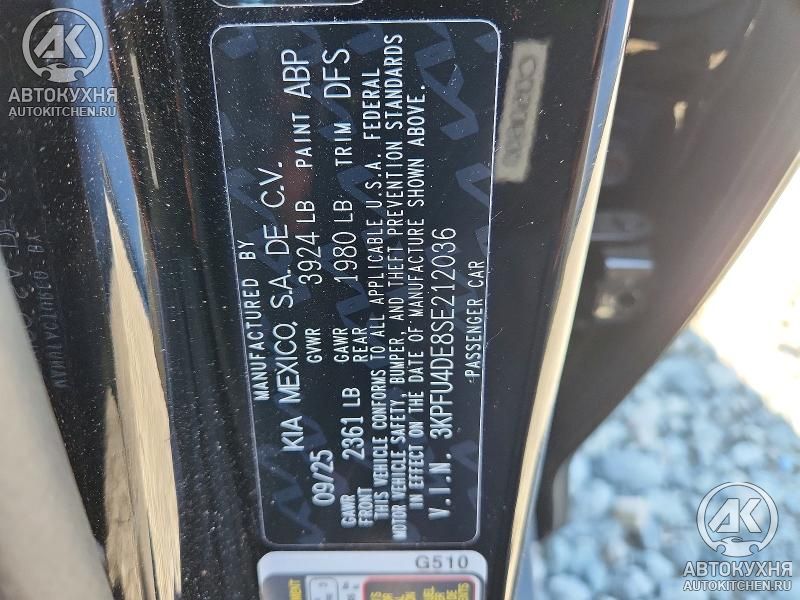 MANUFACTURED BY
KIA MEXICO, S.A. DE C.V.
09/25 GVWR 3924 LB PAINT ABP
GAWR FRONT 2361 LB GAWR REAR 1980 LB TRIM DFS
THIS VEHICLE CONFORMS TO ALL APPLICABLE U.S.A. FEDERAL
MOTOR VEHICLE SAFETY, BUMPER, AND THEFT PREVENTION STANDARDS
IN EFFECT ON THE DATE OF MANUFACTURE SHOWN ABOVE.
V.I.N. 3KPFU4DE8SE212036
PASSENGER CAR
G510
АК
АВТОКУХНЯ
AUTOKITCHEN.RU
АК
АВТОКУХНЯ
AUTOKITCHEN.RU